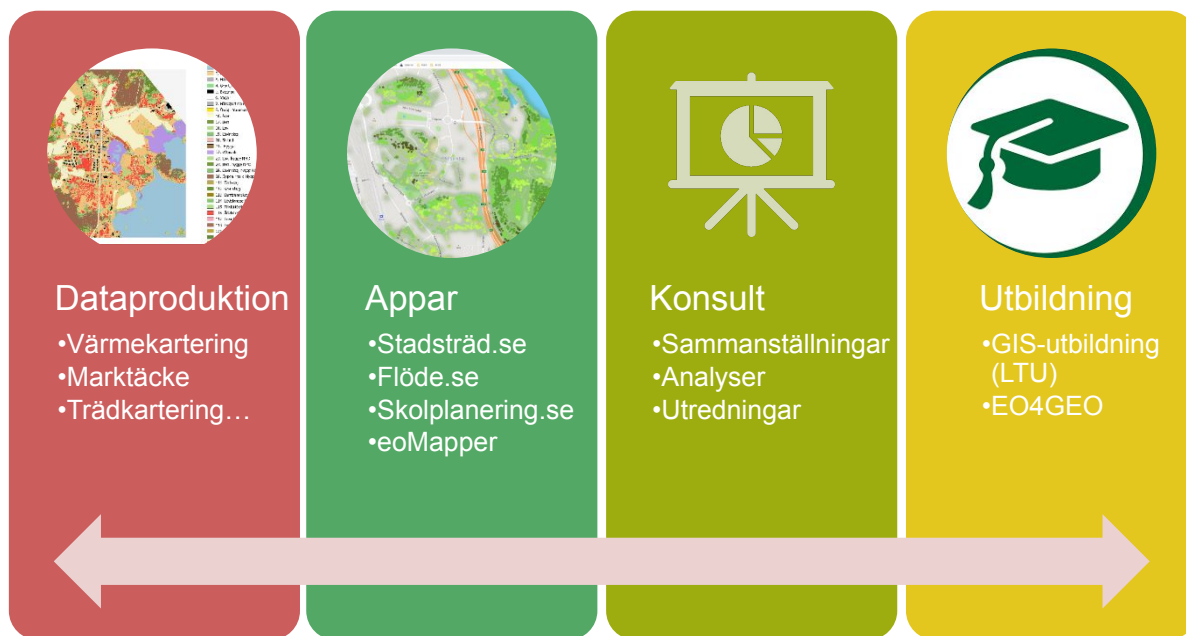 Dataproduktion
•Värmekartering
•Marktäcke
•Trädkartering…
Appar
•Stadsträd.se
•Flöde.se
•Skolplanering.se
•eoMapper
Konsult
•Sammanställningar
•Analyser
•Utredningar
Utbildning
•GIS-utbildning
(LTU)
•EO4GEO